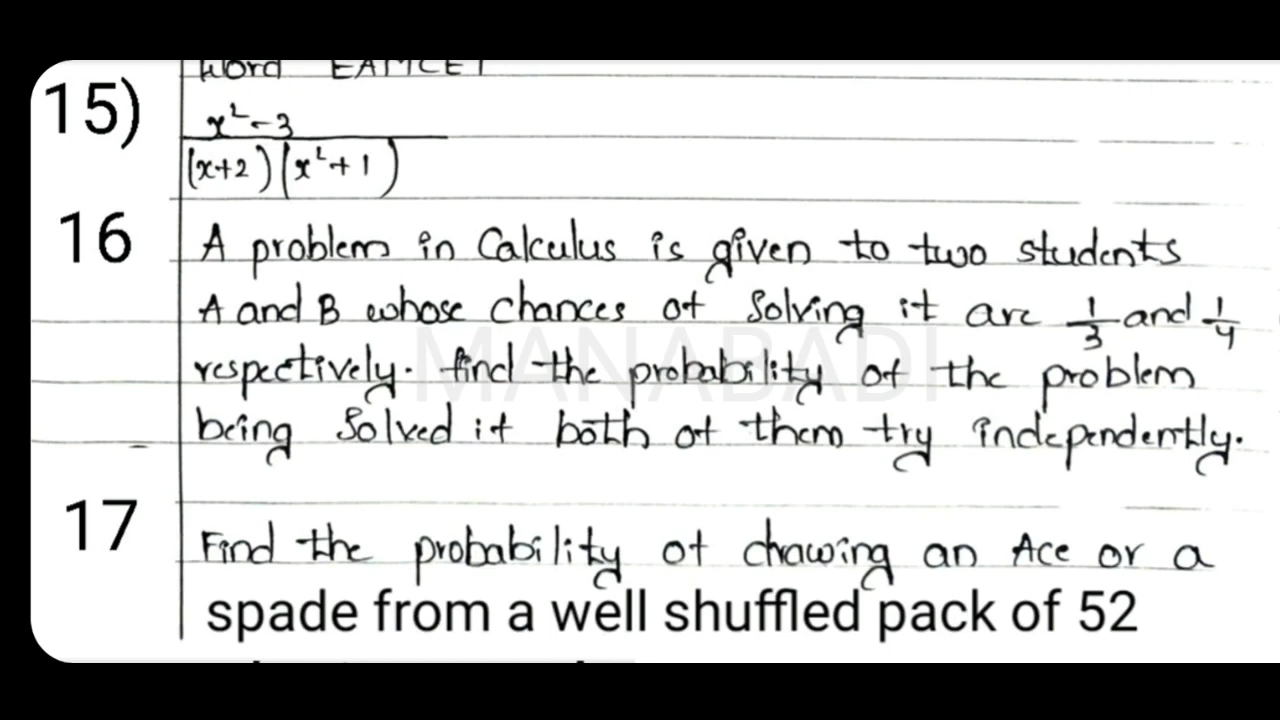 word EAMCET
15)
x²-3
(x+2)(x²+1)
16
A problem in Calculus is given to two students
A and B whose chances of solving it are 1/3 and 1/4
respectively. find the probability of the problem
being solved if both of them try independently.
MANABADI
17
Find the probability of drawing an Ace or a
spade from a well shuffled pack of 52